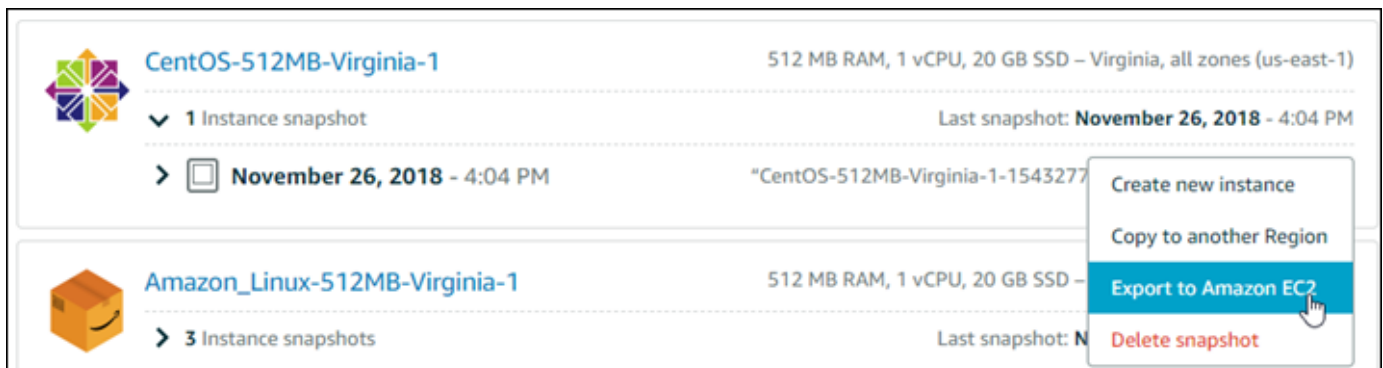 CentOS-512MB-Virginia-1
512 MB RAM, 1 vCPU, 20 GB SSD – Virginia, all zones (us-east-1)
1 Instance snapshot
Last snapshot: November 26, 2018 - 4:04 PM
November 26, 2018 - 4:04 PM
"CentOS-512MB-Virginia-1-1543277
Create new instance
Copy to another Region
Export to Amazon EC2
Delete snapshot
Amazon_Linux-512MB-Virginia-1
512 MB RAM, 1 vCPU, 20 GB SSD –
3 Instance snapshots
Last snapshot: N